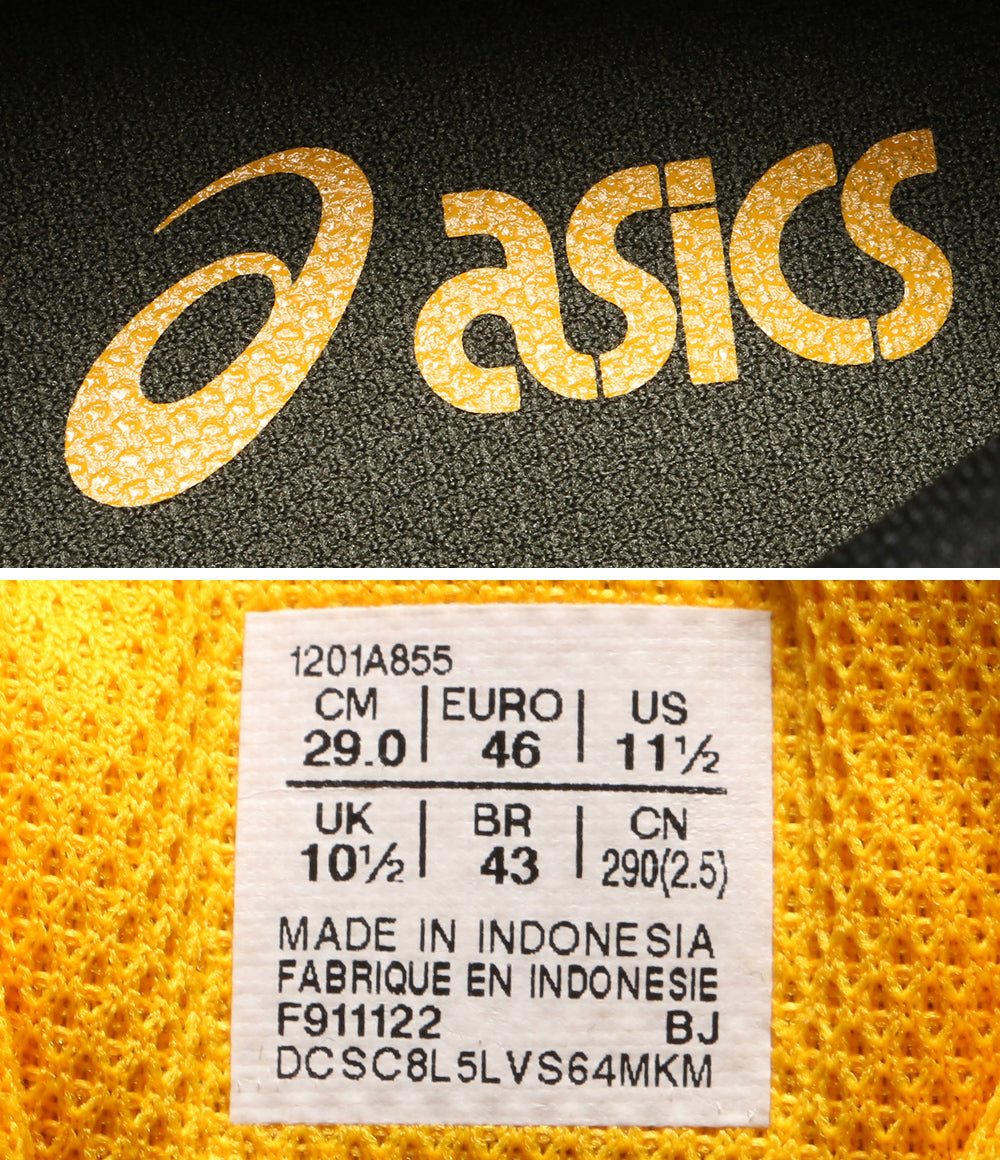 asics
1201A855
CM | EURO | US
29.0 | 46 | 11½
UK | BR | CN
10½ | 43 | 290(2.5)
MADE IN INDONESIA
FABRIQUE EN INDONESIE
F911122 BJ
DCSC8L5LVS64MKM